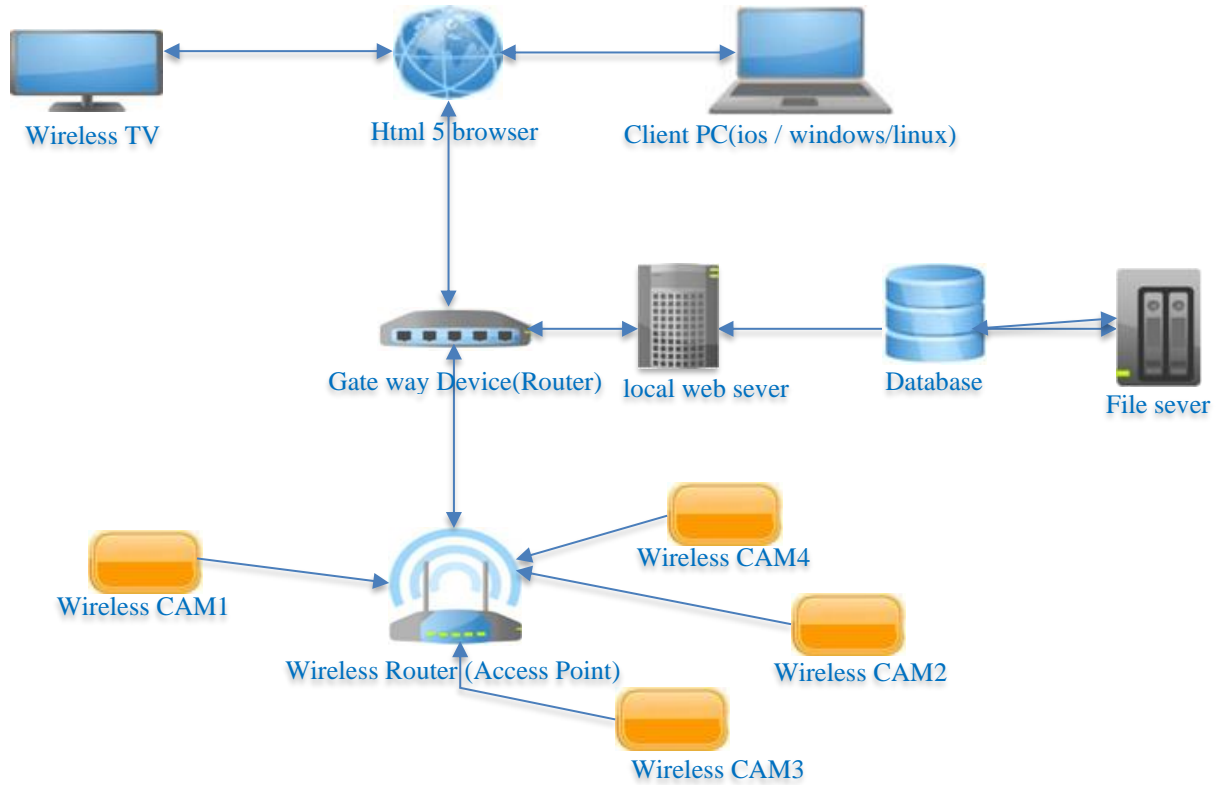 Wireless TV
Html 5 browser
Client PC(ios / windows/linux)
Gate way Device(Router)
local web sever
Database
File sever
Wireless CAM4
Wireless CAM1
Wireless Router (Access Point)
Wireless CAM2
Wireless CAM3